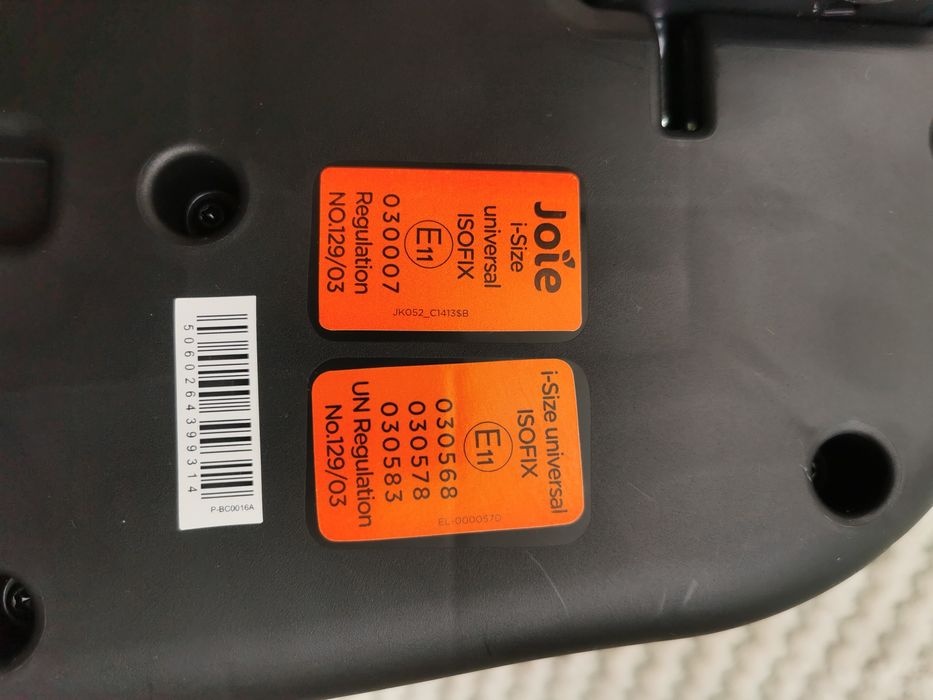 Joie
i-Size
universal
ISOFIX
E11
030007
Regulation
NO.129/03
JK052_C1413SB
i-Size universal
ISOFIX
E11
030568
030578
030583
UN Regulation
No.129/03
EL-0000570
5060264399314
P-BC0016A